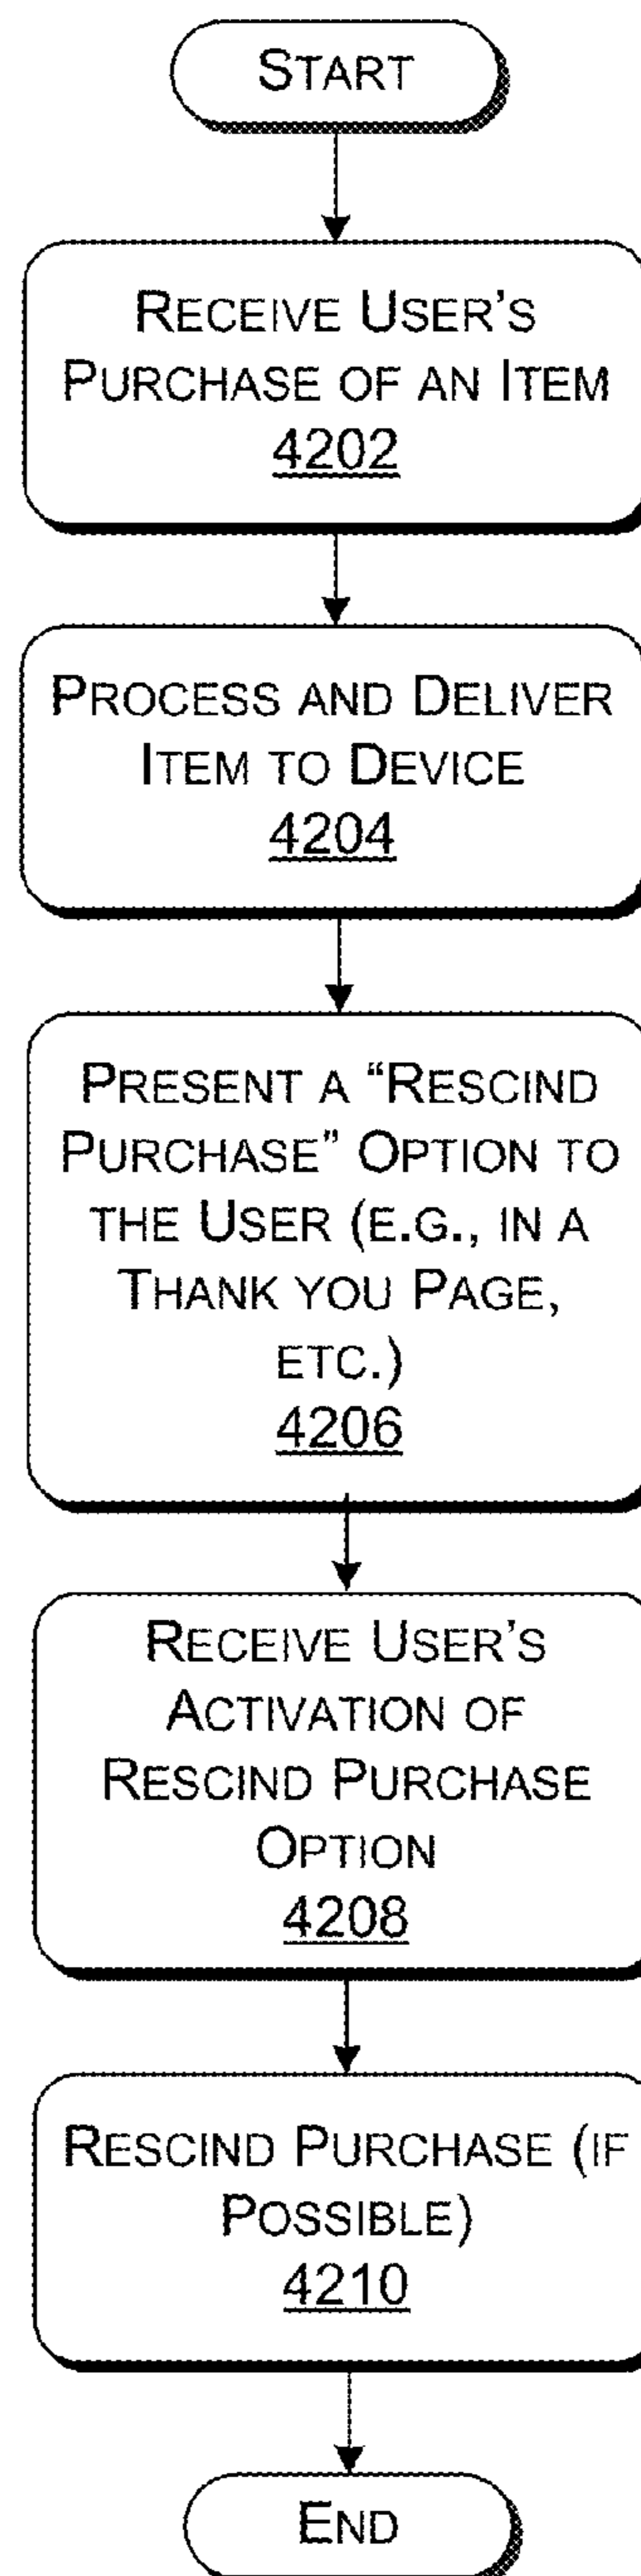 START
RECEIVE USER'S
PURCHASE OF AN ITEM
4202
PROCESS AND DELIVER
ITEM TO DEVICE
4204
PRESENT A “RESCIND
PURCHASE” OPTION TO
THE USER (E.G., IN A
THANK YOU PAGE,
ETC.)
4206
RECEIVE USER'S
ACTIVATION OF
RESCIND PURCHASE
OPTION
4208
RESCIND PURCHASE (IF
POSSIBLE)
4210
END